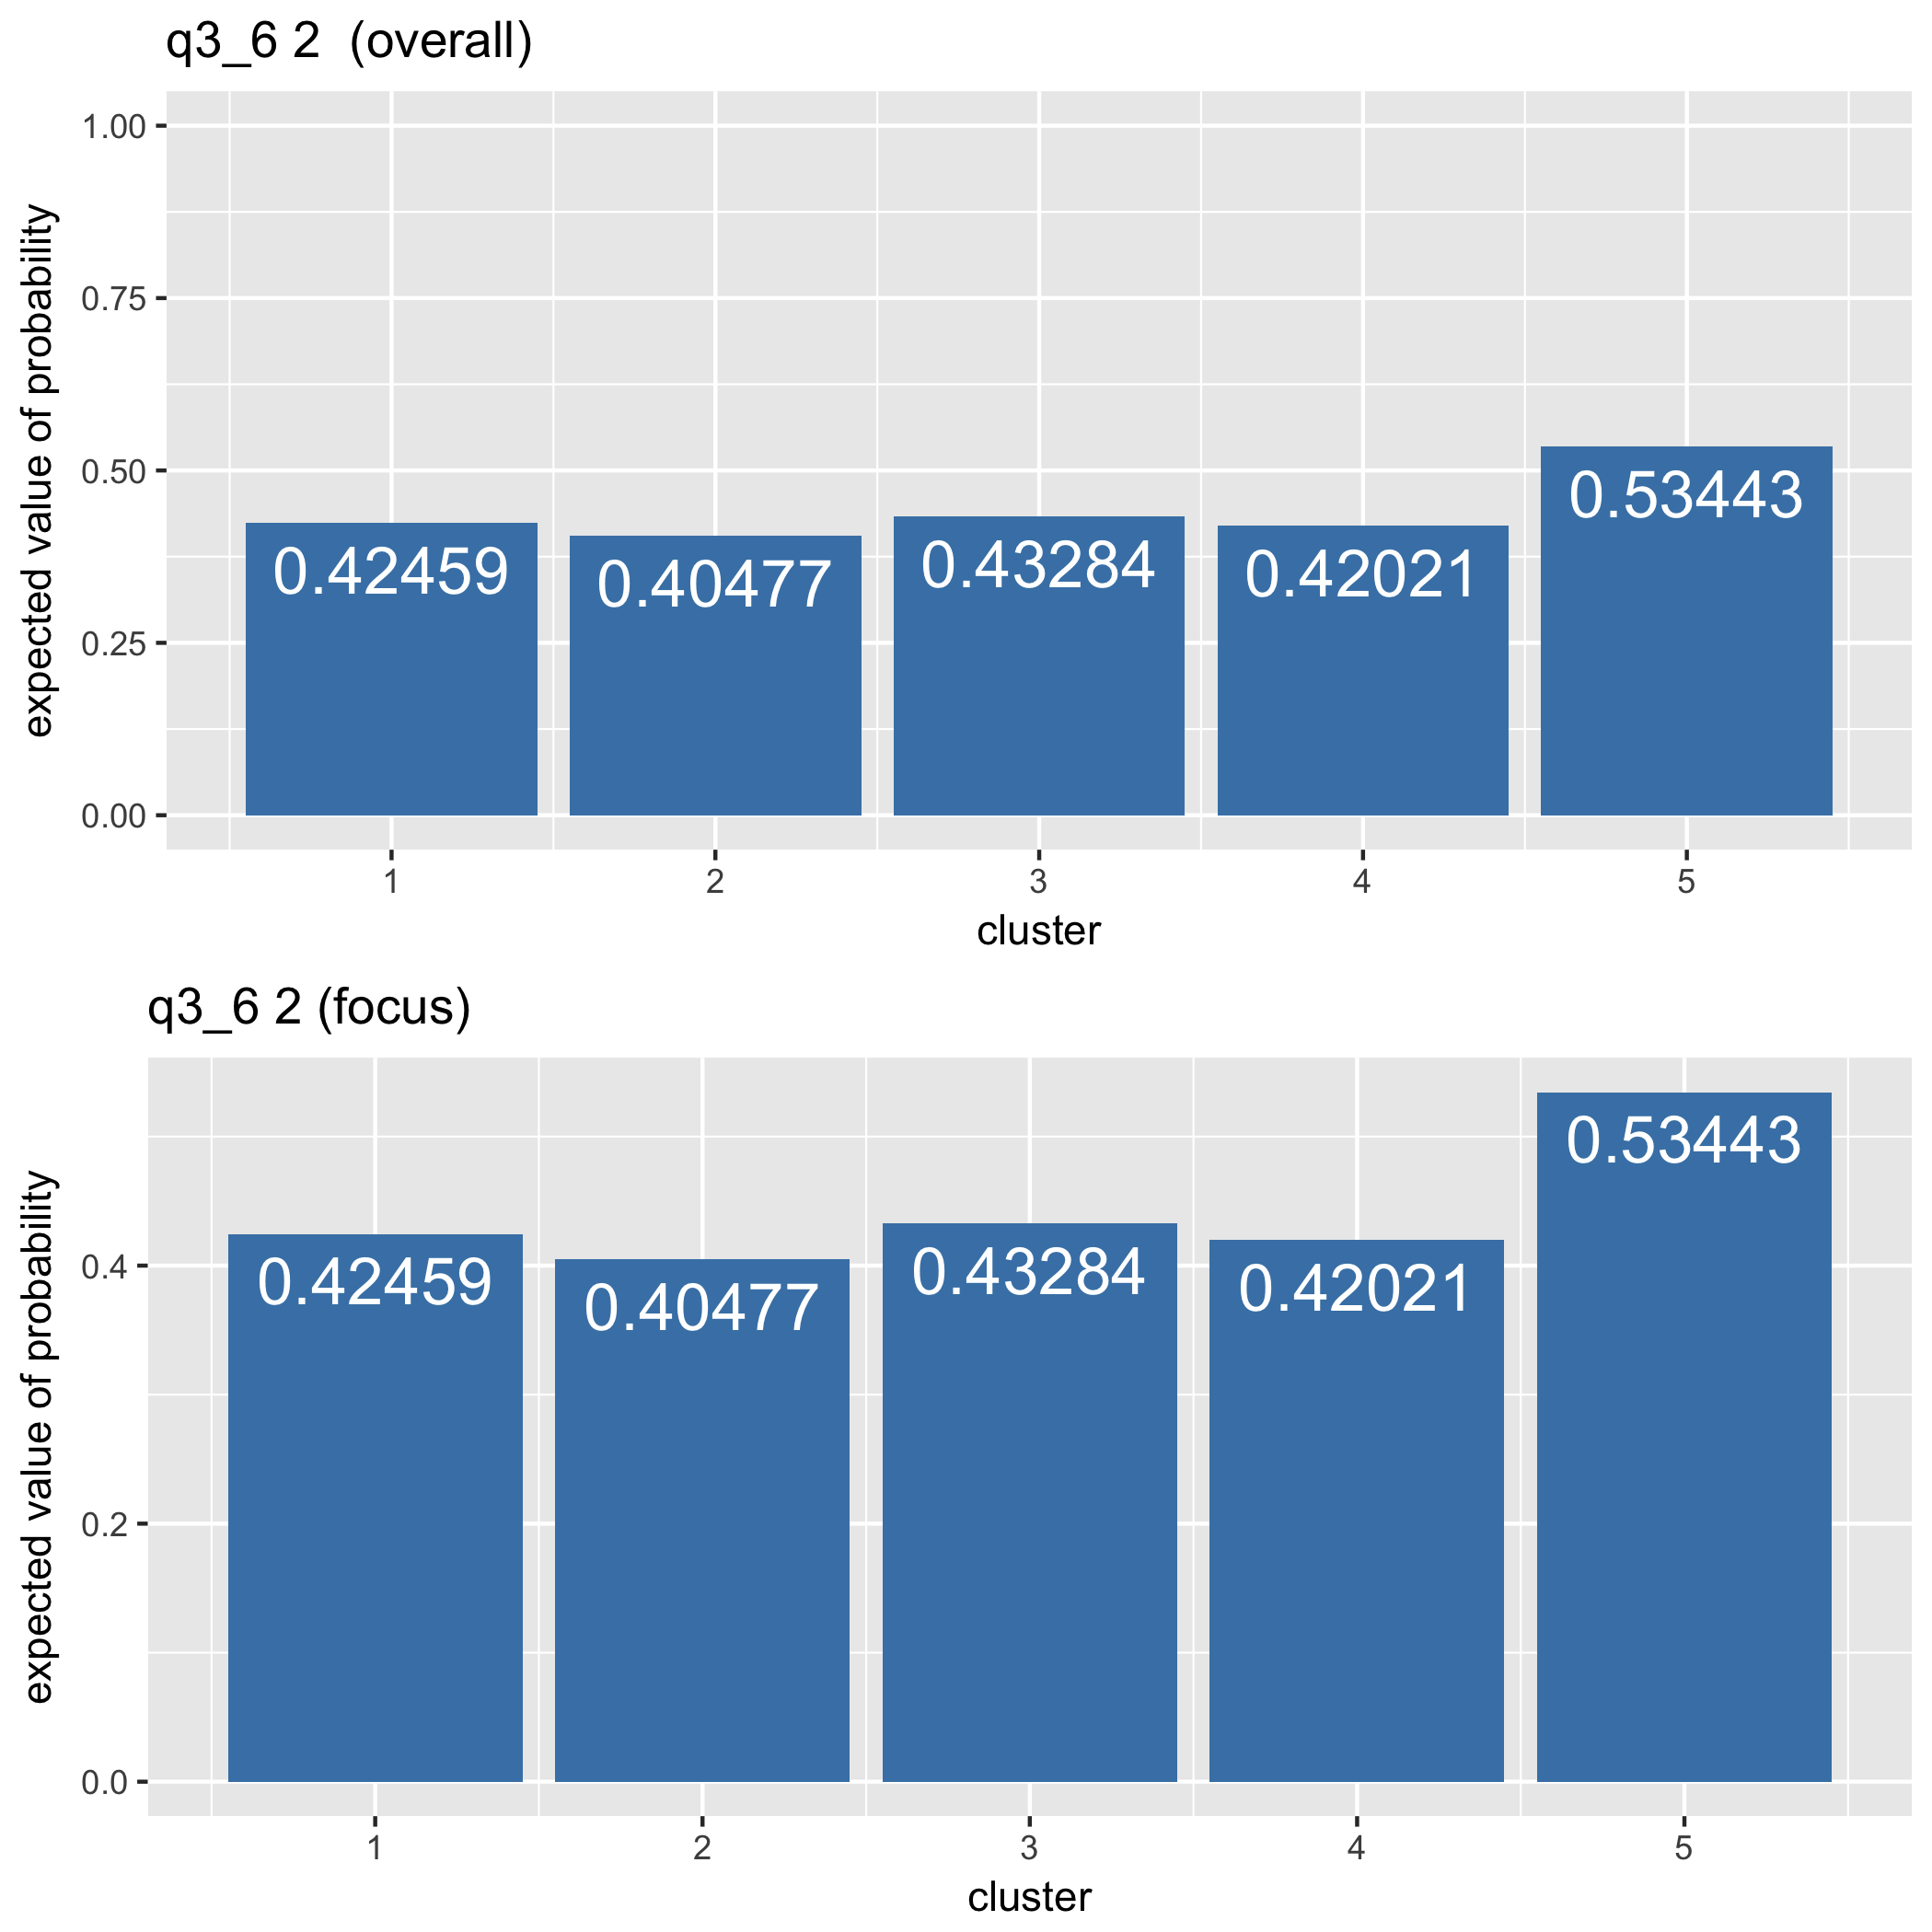 q3_6 2  (overall)
expected value of probability
1.00
0.75
0.50
0.25
0.00
0.42459
0.40477
0.43284
0.42021
0.53443
1 2 3 4 5
cluster
q3_6 2 (focus)
expected value of probability
0.4
0.2
0.0
0.42459
0.40477
0.43284
0.42021
0.53443
1 2 3 4 5
cluster